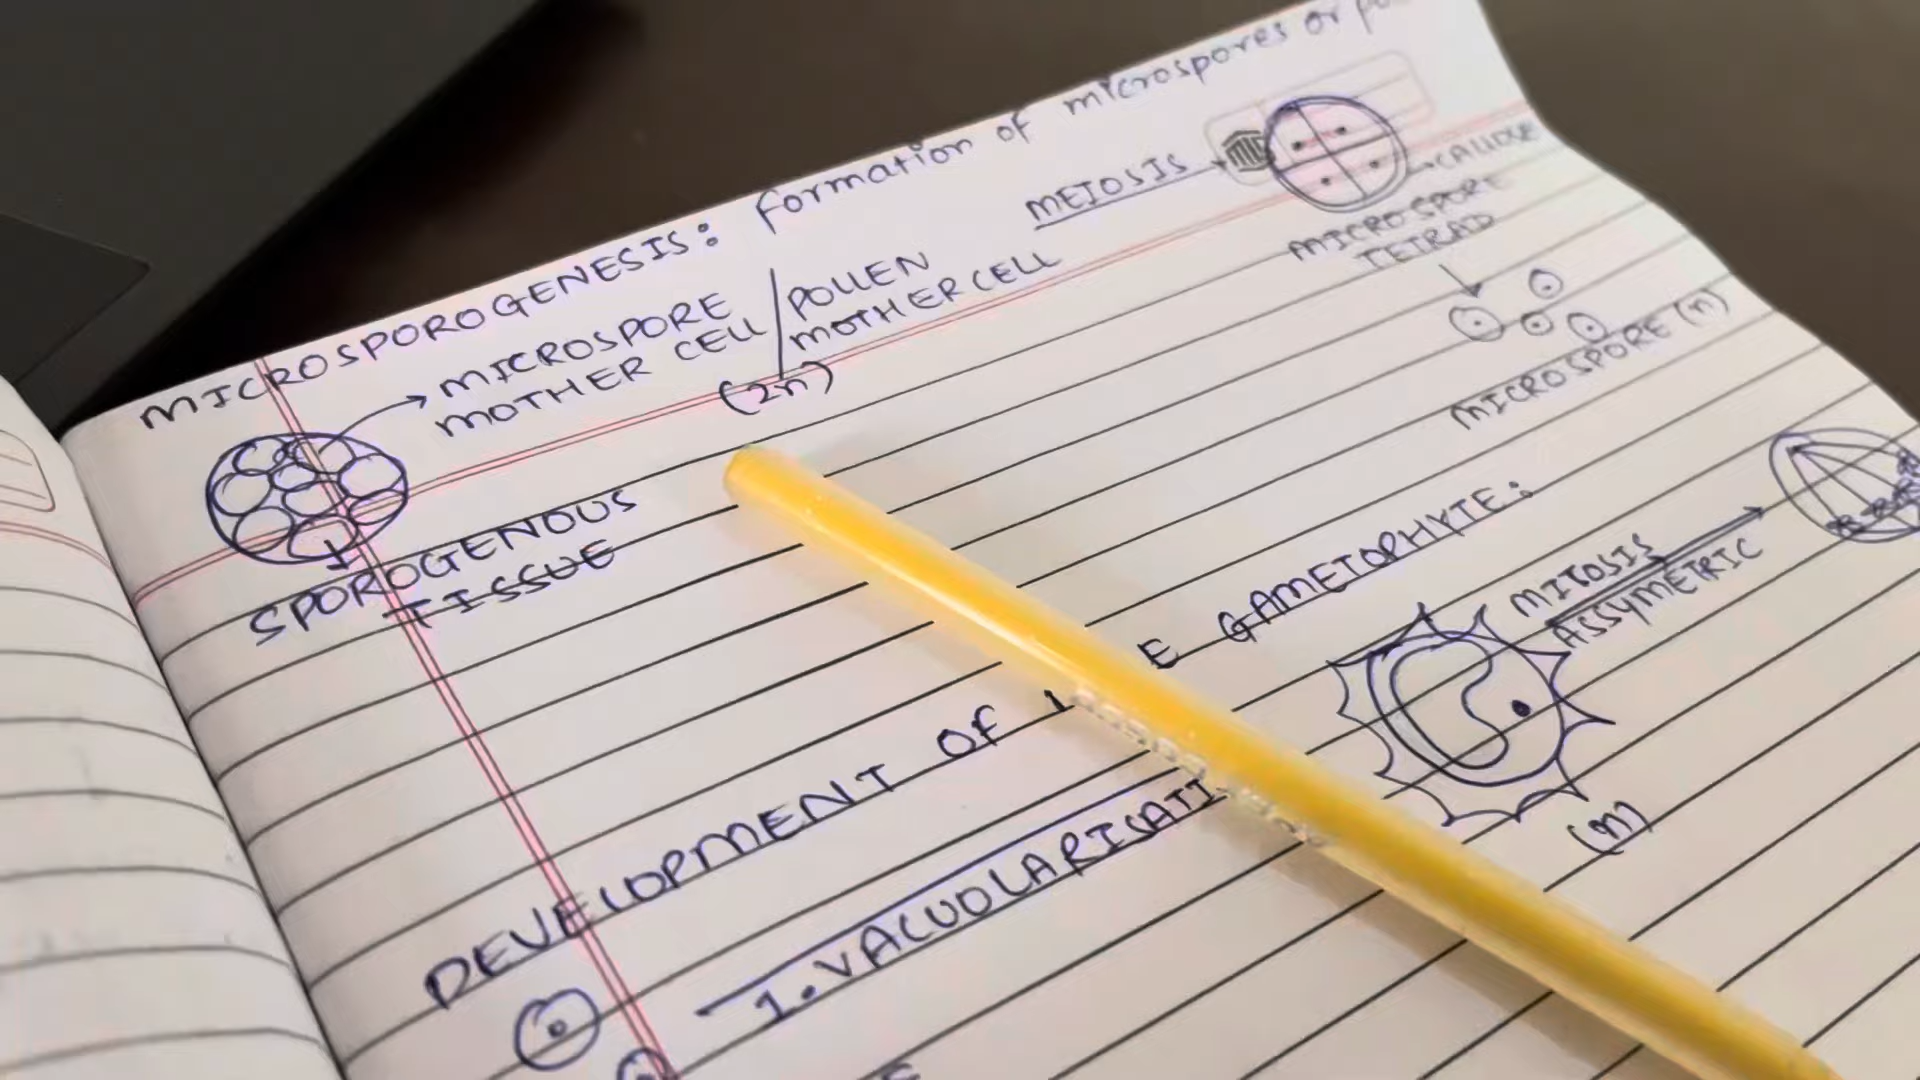 MICROSPOROGENESIS: formation of microspores or
MICROSPORE
MOTHER CELL / POLLEN
MOTHER CELL
(2n)
MEIOSIS
CALLOSE
MICROSPORE
TETRAD
MICROSPORE (n)
SPOROGENOUS
TISSUE
DEVELOPMENT OF E GAMETOPHYTE:
MITOSIS
ASSYMETRIC
(n)
1. VACUOLARISATI